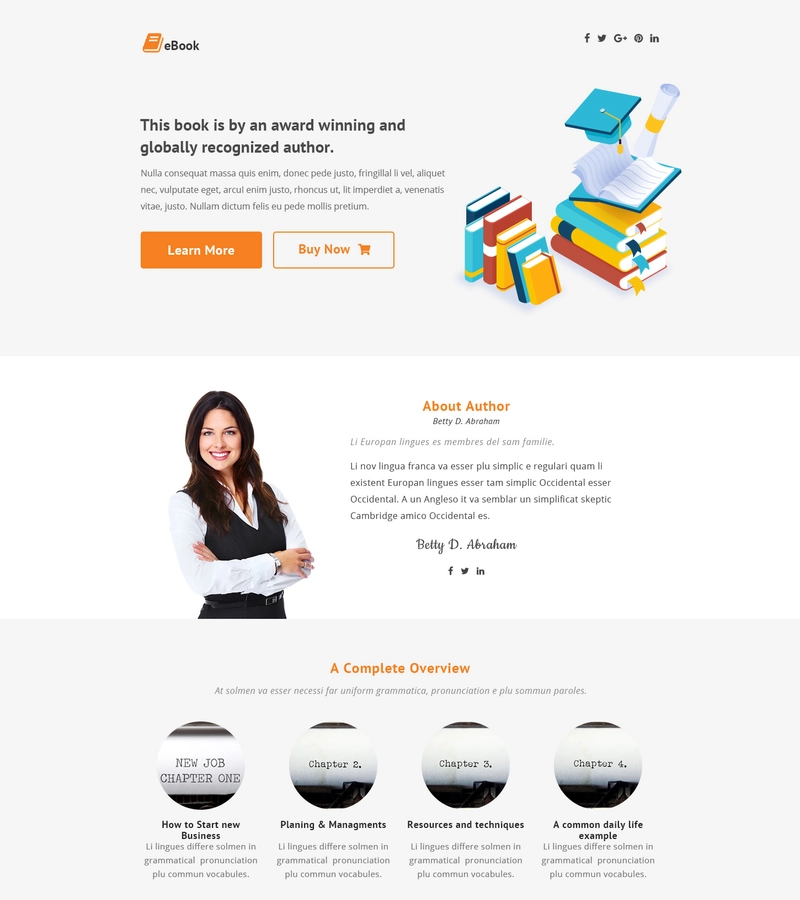 eBook
This book is by an award winning and
globally recognized author.
Nulla consequat massa quis enim, donec pede justo, fringillal li vel, aliquet
nec, vulputate eget, arcul enim justo, rhoncus ut, lit imperdiet a, venenatis
vitae, justo. Nullam dictum felis eu pede mollis pretium.
Learn More
Buy Now
About Author
Betty D. Abraham
Li Europan lingues es membres del sam familie.
Li nov lingua franca va esser plu simplic e regulari quam li
existent Europan lingues esser tam simplic Occidental esser
Occidental. A un Angleso it va semblar un simplificat skeptic
Cambridge amico Occidental es.
Betty D. Abraham
A Complete Overview
At solmen va esser necessi far uniform grammatica, pronunciation e plu sommun paroles.
NEW JOB
CHAPTER ONE
Chapter 2.
Chapter 3.
Chapter 4.
How to Start new
Business
Li lingues differe solmen in
grammatical pronunciation
plu commun vocabules.
Planing & Managments
Li lingues differe solmen in
grammatical pronunciation
plu commun vocabules.
Resources and techniques
Li lingues differe solmen in
grammatical pronunciation
plu commun vocabules.
A common daily life
example
Li lingues differe solmen in
grammatical pronunciation
plu commun vocabules.